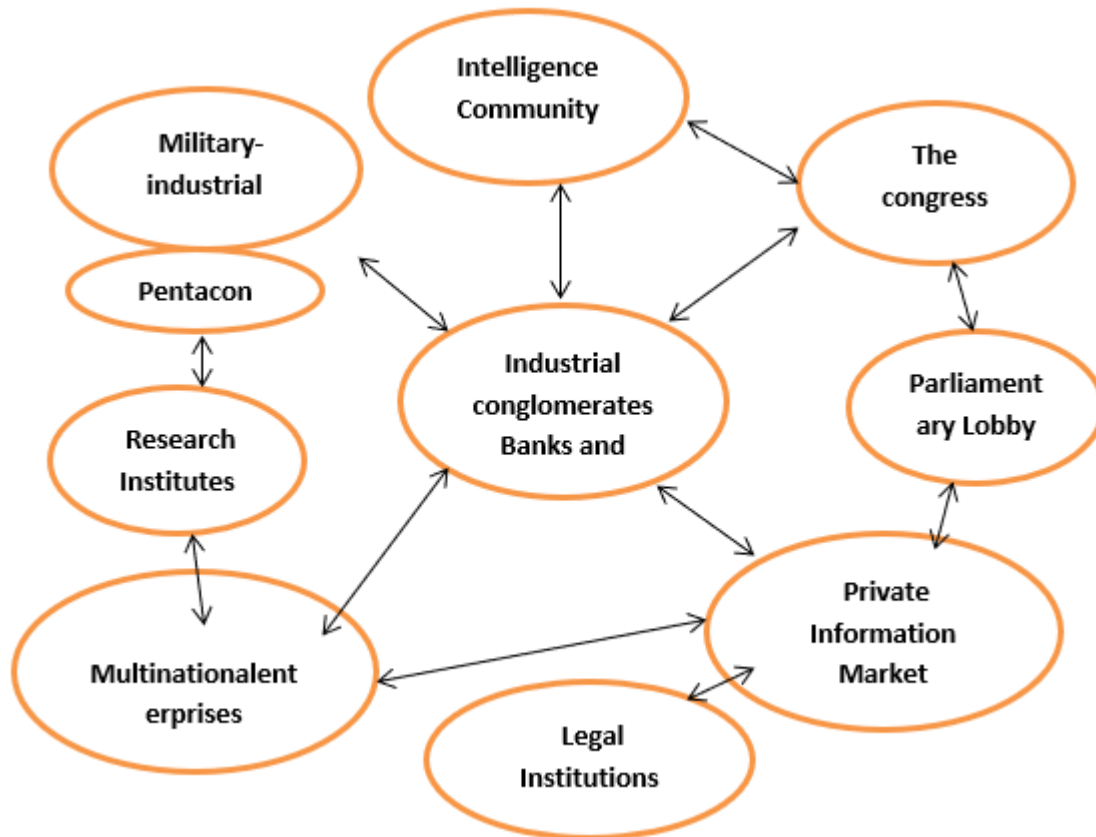 Intelligence
Community
Military-
industrial
The
congress
Pentacon
Industrial
conglomerates
Banks and
Parliament
ary Lobby
Research
Institutes
Private
Information
Market
Multinationalent
erprises
Legal
Institutions